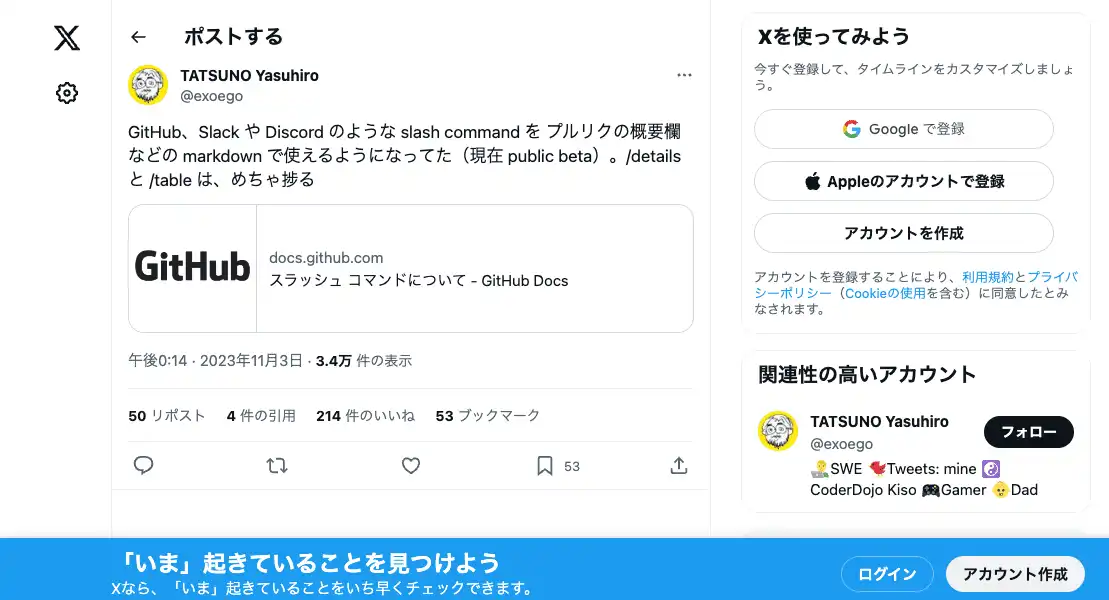 ポストする
TATSUNO Yasuhiro
@exoego
GitHub、Slack や Discord のような slash command を プルリクの概要欄
などの markdown で使えるようになってた（現在 public beta）。/details
と /table は、めちゃ捗る
GitHub
docs.github.com
スラッシュ コマンドについて - GitHub Docs
午後0:14 · 2023年11月3日 · 3.4万 件の表示
50 リポスト 4 件の引用 214 件のいいね 53 ブックマーク
53
Xを使ってみよう
今すぐ登録して、タイムラインをカスタマイズしましょ
う。
Google で登録
Appleのアカウントで登録
アカウントを作成
アカウントを登録することにより、利用規約とプライバ
シーポリシー（Cookieの使用を含む）に同意したとみ
なされます。
関連性の高いアカウント
TATSUNO Yasuhiro
@exoego
フォロー
SWE Tweets: mine
CoderDojo Kiso Gamer Dad
「いま」起きていることを見つけよう
Xなら、「いま」起きていることをいち早くチェックできます。
ログイン
アカウント作成